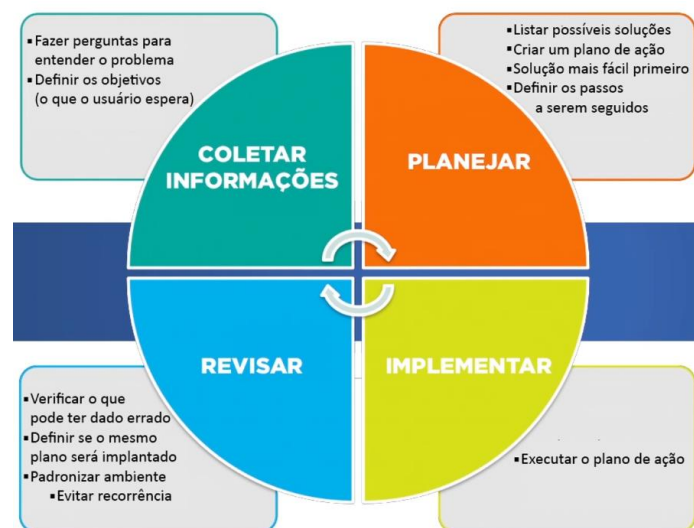 ▪Fazer perguntas para
entender o problema
▪Definir os objetivos
(o que o usuário espera)
▪Listar possíveis soluções
▪Criar um plano de ação
▪Solução mais fácil primeiro
▪Definir os passos
a serem seguidos
COLETAR
INFORMAÇÕES
PLANEJAR
REVISAR
IMPLEMENTAR
▪Verificar o que
pode ter dado errado
▪Definir se o mesmo
plano será implantado
▪Padronizar ambiente
▪Evitar recorrência
▪Executar o plano de ação